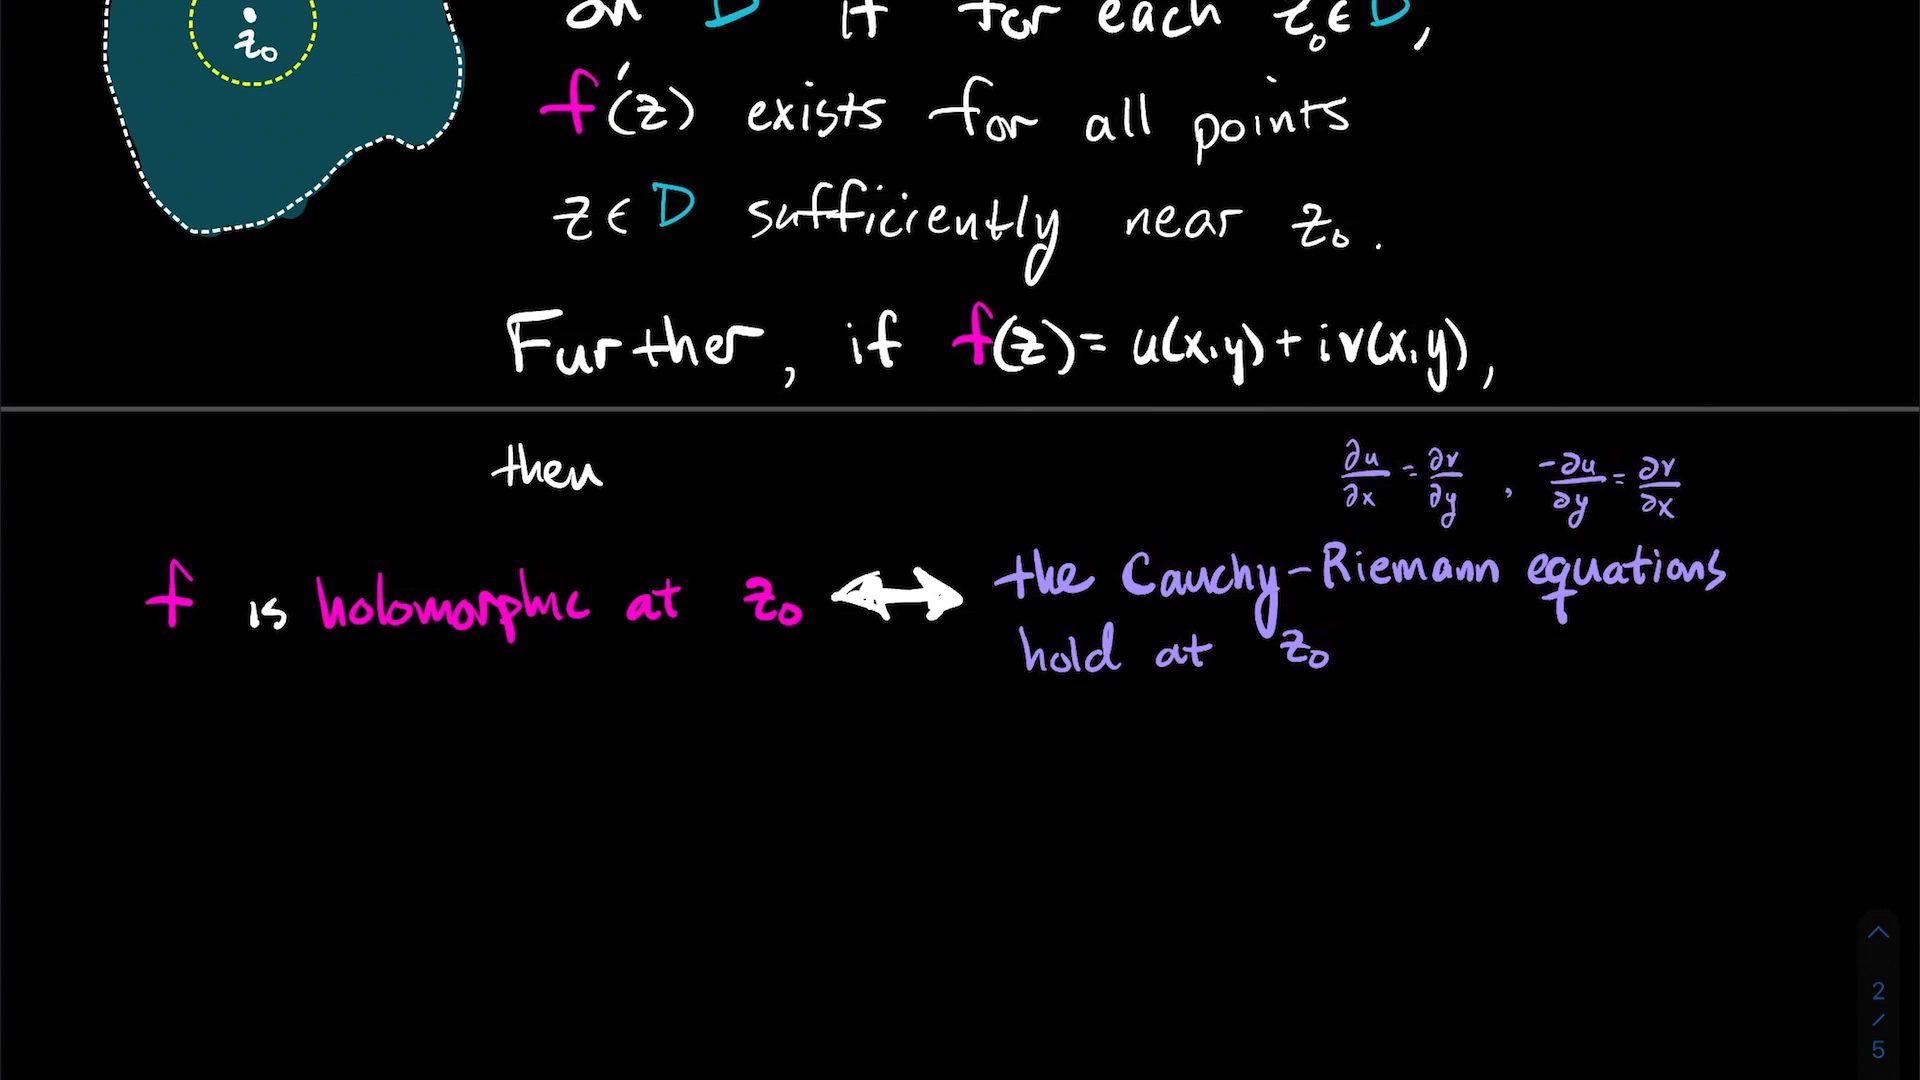 z₀
on D if for each z₀ ∈ D,
f'(z) exists for all points
z ∈ D sufficiently near z₀.
Further, if f(z) = u(x,y) + iv(x,y),
then
∂u/∂x = ∂v/∂y , -∂u/∂y = ∂v/∂x
f is holomorphic at z₀ ⟷ the Cauchy-Riemann equations
hold at z₀
2
/
5